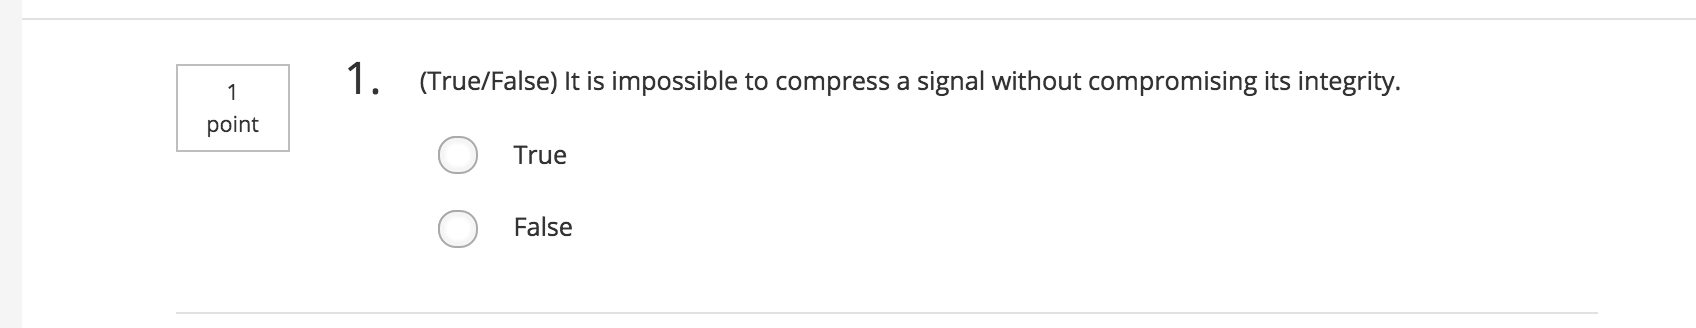 1
point
1. (True/False) It is impossible to compress a signal without compromising its integrity.
True
False